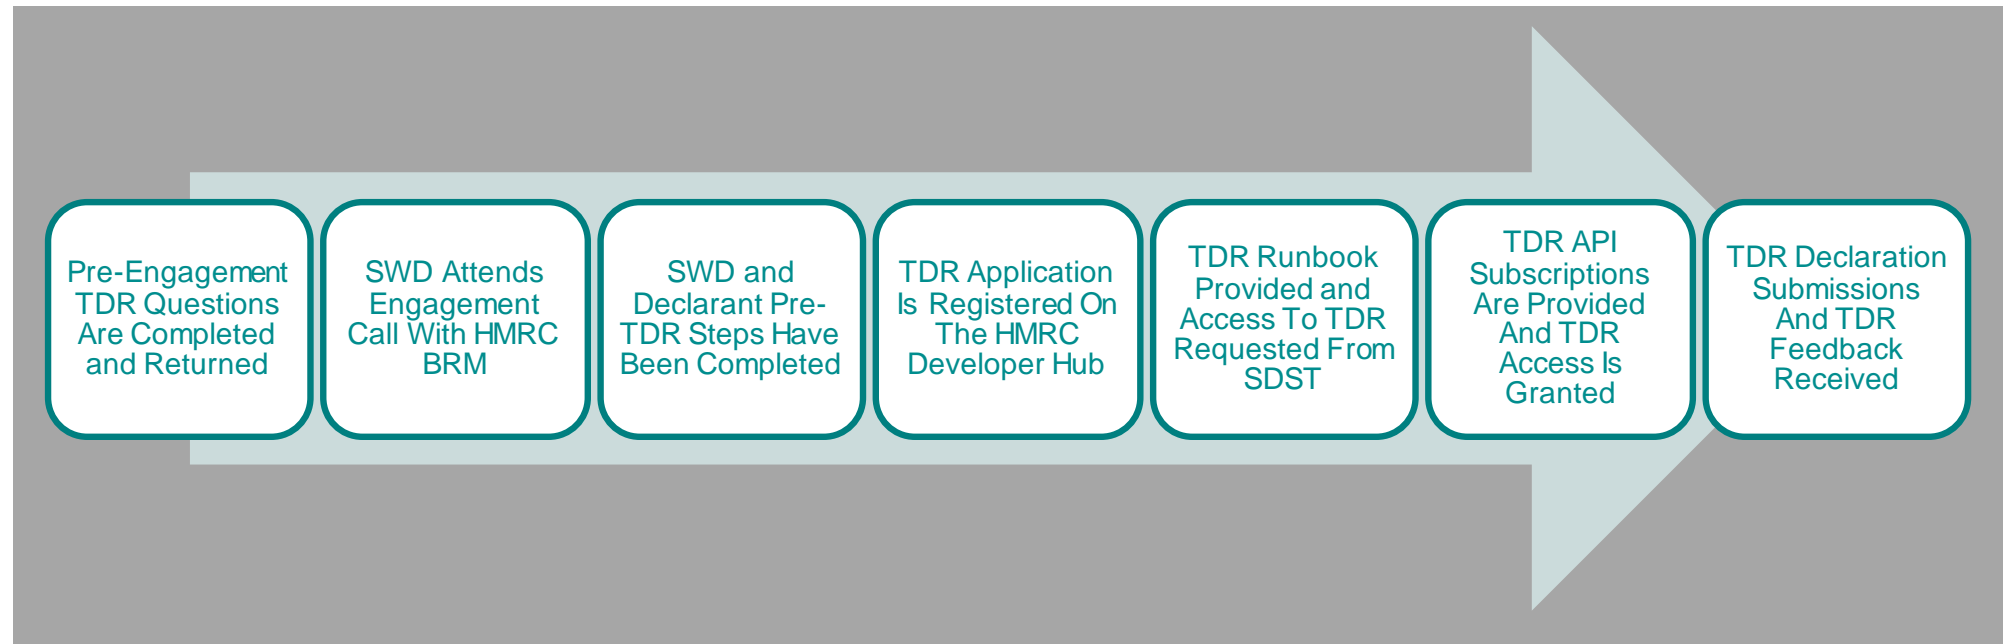 Pre-Engagement
TDR Questions
Are Completed
and Returned
SWD Attends
Engagement
Call With HMRC
BRM
SWD and
Declarant Pre-
TDR Steps Have
Been Completed
TDR Application
Is Registered On
The HMRC
Developer Hub
TDR Runbook
Provided and
Access To TDR
Requested From
SDST
TDR API
Subscriptions
Are Provided
And TDR
Access Is
Granted
TDR Declaration
Submissions
And TDR
Feedback
Received